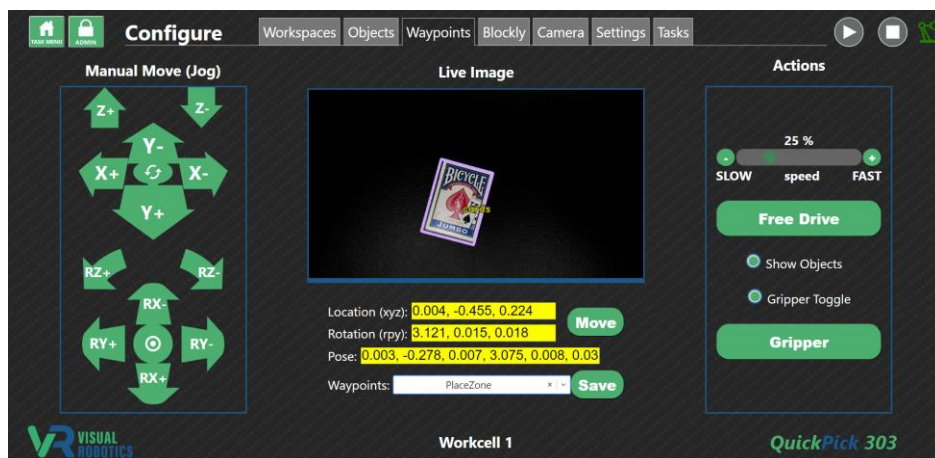 TASK MENU
ADMIN
Configure
Workspaces
Objects
Waypoints
Blockly
Camera
Settings
Tasks
Manual Move (Jog)
Z+
Z-
Y-
X+
X-
Y+
RZ+
RZ-
RX-
RY+
RY-
RX+
Live Image
BICYCLE
cards
JUMBO
Location (xyz): 0.004, -0.455, 0.224
Rotation (rpy): 3.121, 0.015, 0.018
Move
Pose: 0.003, -0.278, 0.007, 3.075, 0.008, 0.03
Waypoints: PlaceZone × Save
Actions
25 %
- +
SLOW speed FAST
Free Drive
Show Objects
Gripper Toggle
Gripper
VR VISUAL
ROBOTICS
Workcell 1
QuickPick 303